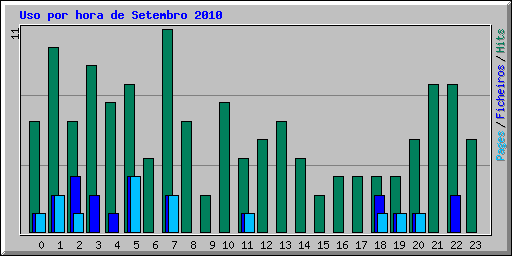 Uso por hora de Setembro 2010
11
Pages / Ficheiros / Hits
0 1 2 3 4 5 6 7 8 9 10 11 12 13 14 15 16 17 18 19 20 21 22 23